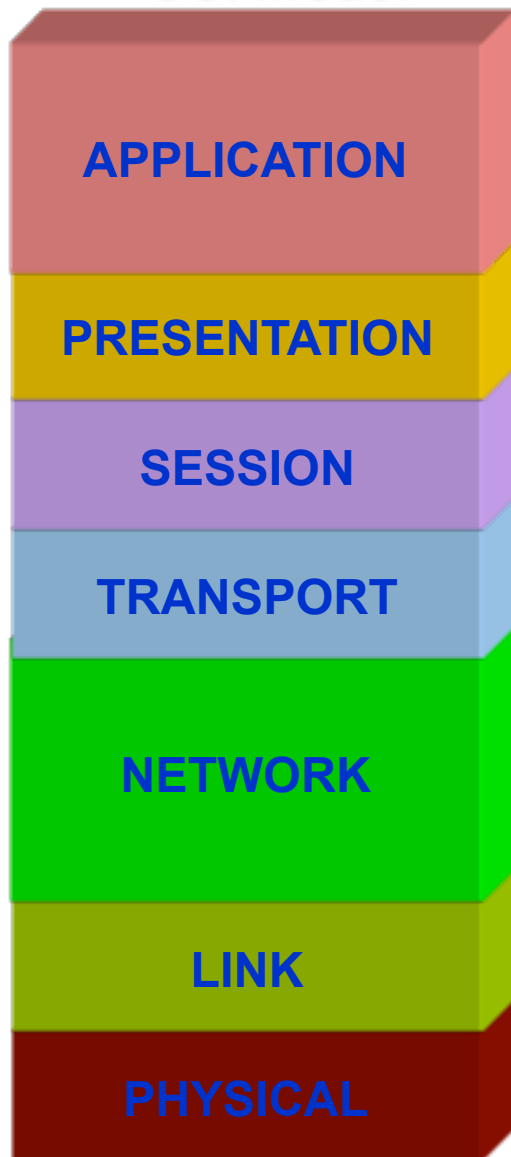 APPLICATION
PRESENTATION
SESSION
TRANSPORT
NETWORK
LINK
PHYSICAL